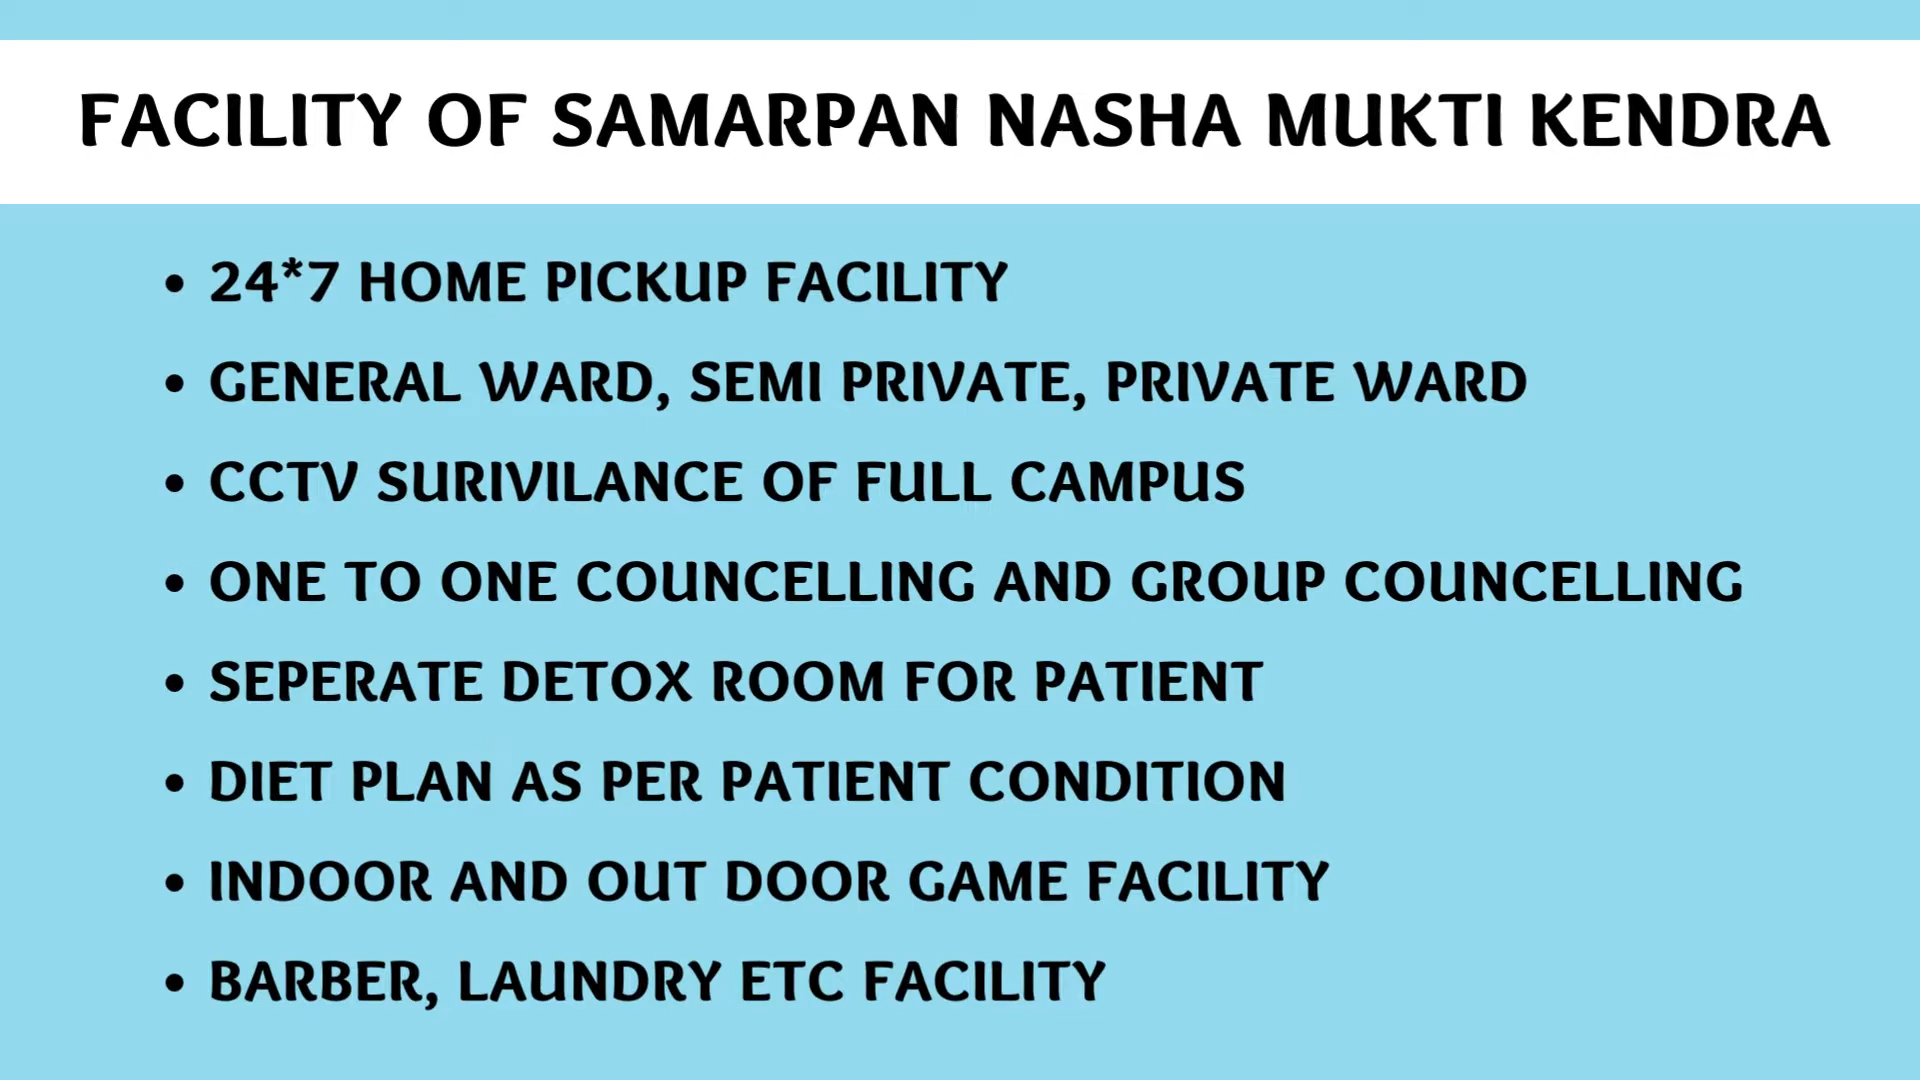 FACILITY OF SAMARPAN NASHA MUKTI KENDRA
• 24*7 HOME PICKUP FACILITY
• GENERAL WARD, SEMI PRIVATE, PRIVATE WARD
• CCTV SURIVILANCE OF FULL CAMPUS
• ONE TO ONE COUNCELLING AND GROUP COUNCELLING
• SEPERATE DETOX ROOM FOR PATIENT
• DIET PLAN AS PER PATIENT CONDITION
• INDOOR AND OUT DOOR GAME FACILITY
• BARBER, LAUNDRY ETC FACILITY